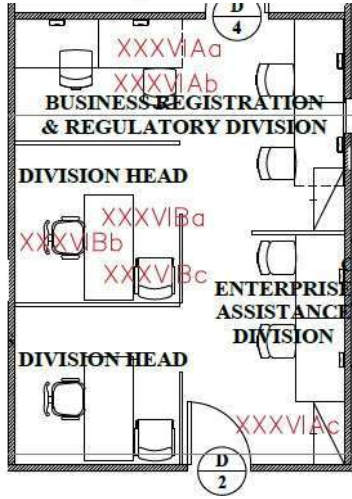 D
4
XXXVIAa
XXXVIAb
BUSINESS REGISTRATION
& REGULATORY DIVISION
DIVISION HEAD
XXXVIBa
XXXVIBb
XXXVIBc
ENTERPRISE
ASSISTANCE
DIVISION
DIVISION HEAD
XXXVIAc
D
2